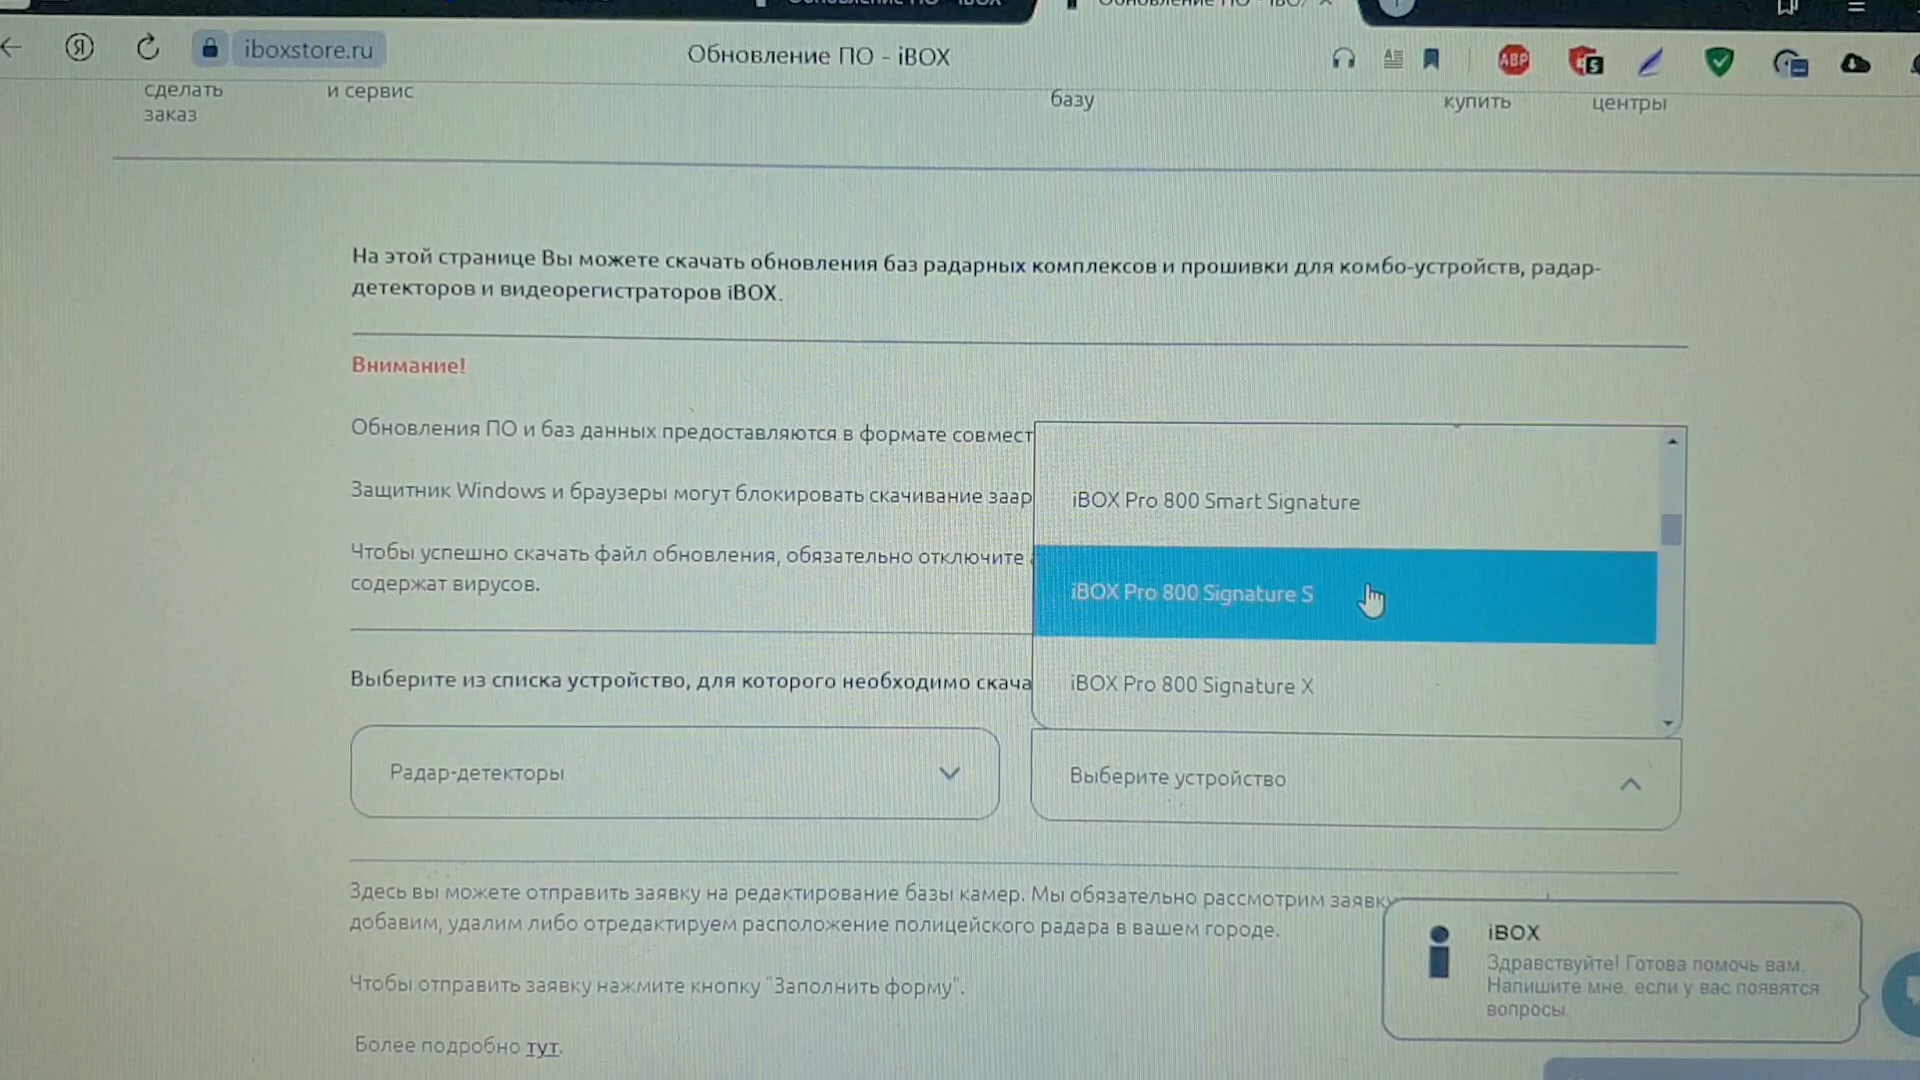 iboxstore.ru
Обновление ПО - iBOX
ABP
сделать
заказ
и сервис
базу
купить
центры
На этой странице Вы можете скачать обновления баз радарных комплексов и прошивки для комбо-устройств, радар-
детекторов и видеорегистраторов iBOX.
Внимание!
Обновления ПО и баз данных предоставляются в формате совмест
Защитник Windows и браузеры могут блокировать скачивание заар
Чтобы успешно скачать файл обновления, обязательно отключите
содержат вирусов.
iBOX Pro 800 Smart Signature
iBOX Pro 800 Signature S
iBOX Pro 800 Signature X
Выберите из списка устройство, для которого необходимо скача
Радар-детекторы
Выберите устройство
Здесь вы можете отправить заявку на редактирование базы камер. Мы обязательно рассмотрим заявку
добавим, удалим либо отредактируем расположение полицейского радара в вашем городе.
Чтобы отправить заявку нажмите кнопку "Заполнить форму".
Более подробно тут.
iBOX
Здравствуйте! Готова помочь вам.
Напишите мне, если у вас появятся
вопросы.